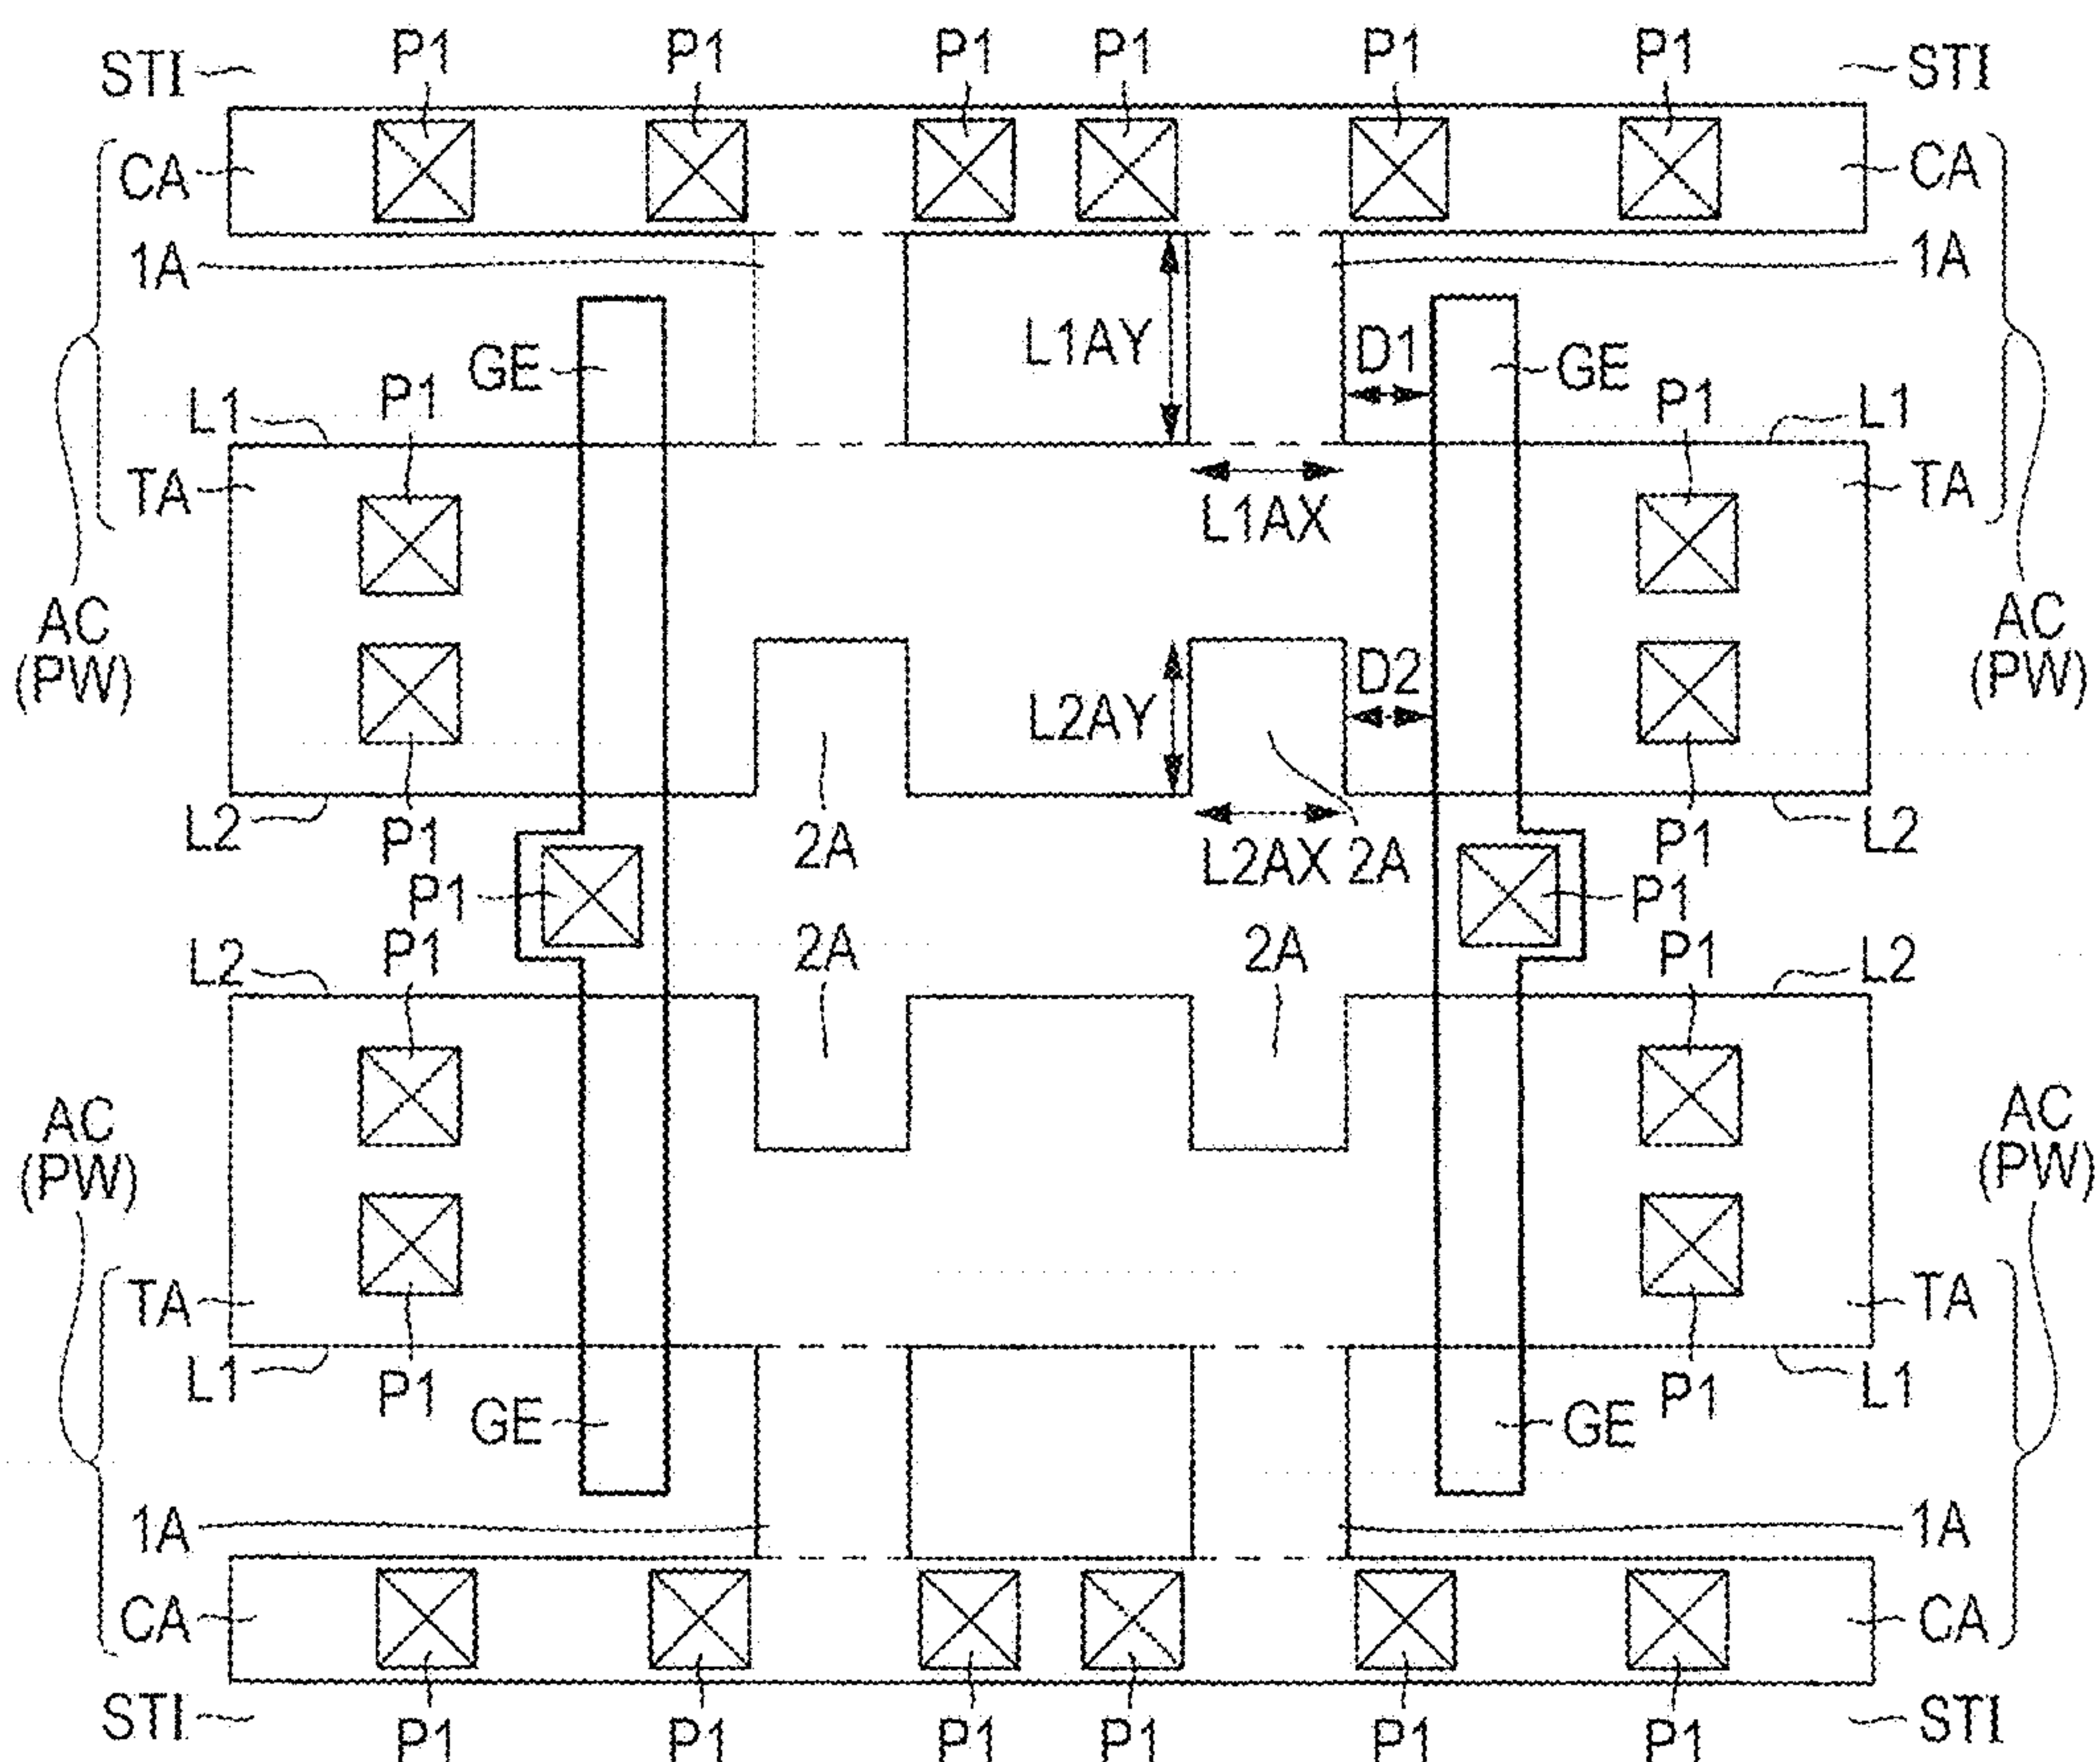 P1 P1 P1 P1 P1 P1
STI STI
CA CA
1A 1A
L1AY D1
GE GE
P1 P1
L1 L1
TA TA
L1AX
AC
(PW)
AC
(PW)
D2
L2AY
L2 P1 2A L2AX 2A P1 L2
P1 P1
L2 P1 2A 2A P1 L2
AC
(PW)
AC
(PW)
TA TA
L1 P1 P1 L1
GE GE
1A 1A
CA CA
STI STI
P1 P1 P1 P1 P1 P1